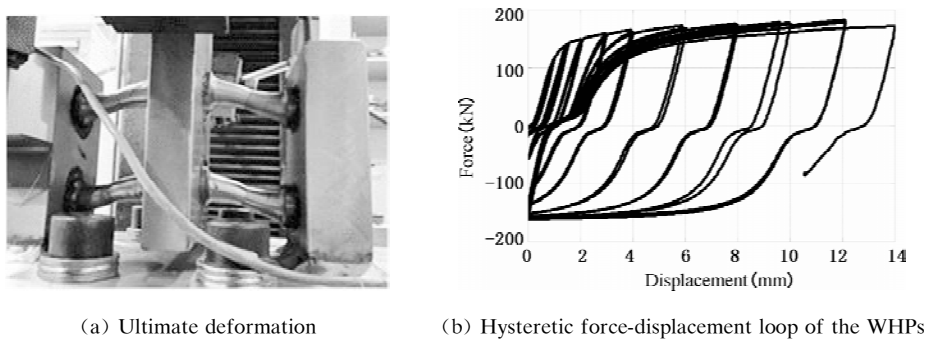 200
100
0
-100
-200
Force(kN)
0 2 4 6 8 10 12 14
Displacement(mm)
(a) Ultimate deformation
(b) Hysteretic force-displacement loop of the WHPs